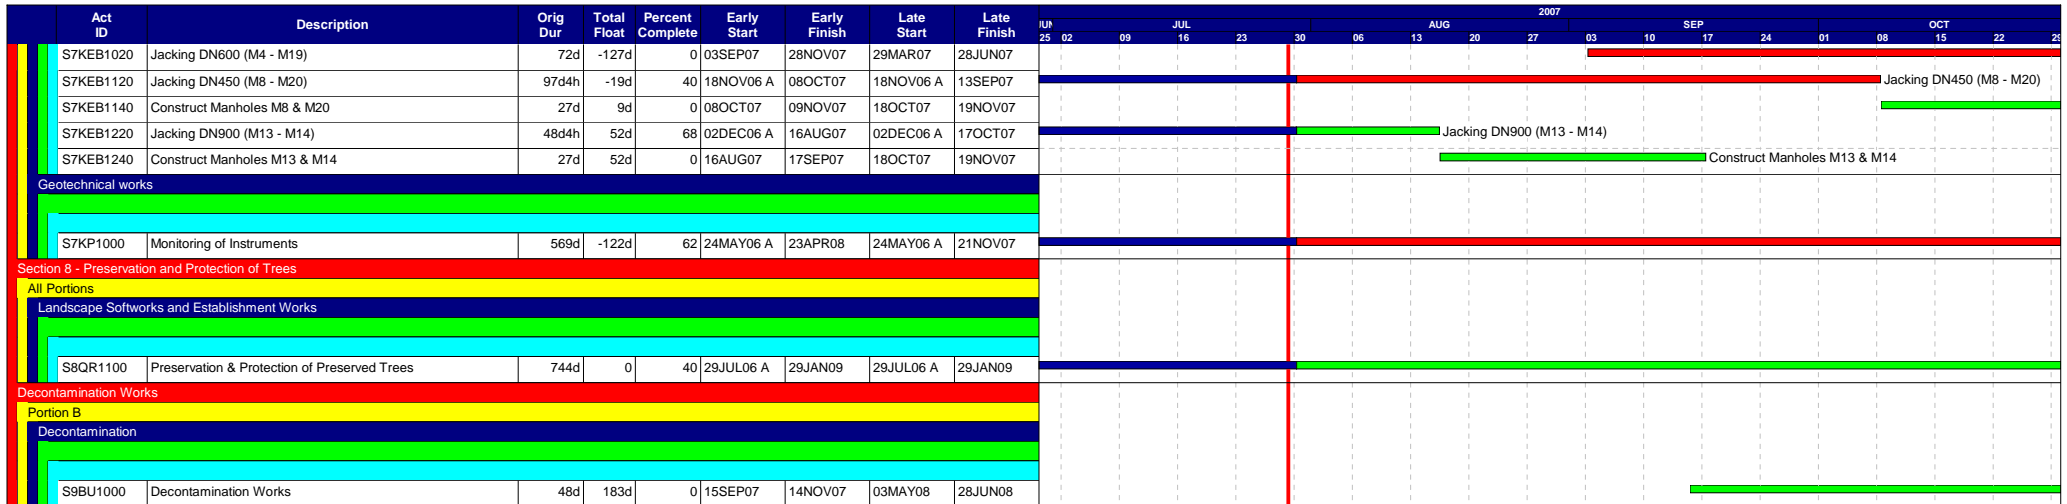 Act ID Description Orig Dur Total Float Percent Complete Early Start Early Finish Late Start Late Finish
2007
JUN JUL AUG SEP OCT
25 02 09 16 23 30 06 13 20 27 03 10 17 24 01 08 15 22 29
S7KEB1020 Jacking DN600 (M4 - M19) 72d -127d 0 03SEP07 28NOV07 29MAR07 28JUN07
S7KEB1120 Jacking DN450 (M8 - M20) 97d4h -19d 40 18NOV06 A 08OCT07 18NOV06 A 13SEP07 Jacking DN450 (M8 - M20)
S7KEB1140 Construct Manholes M8 & M20 27d 9d 0 08OCT07 09NOV07 18OCT07 19NOV07
S7KEB1220 Jacking DN900 (M13 - M14) 48d4h 52d 68 02DEC06 A 16AUG07 02DEC06 A 17OCT07 Jacking DN900 (M13 - M14)
S7KEB1240 Construct Manholes M13 & M14 27d 52d 0 16AUG07 17SEP07 18OCT07 19NOV07 Construct Manholes M13 & M14
Geotechnical works
S7KP1000 Monitoring of Instruments 569d -122d 62 24MAY06 A 23APR08 24MAY06 A 21NOV07
Section 8 - Preservation and Protection of Trees
All Portions
Landscape Softworks and Establishment Works
S8QR1100 Preservation & Protection of Preserved Trees 744d 0 40 29JUL06 A 29JAN09 29JUL06 A 29JAN09
Decontamination Works
Portion B
Decontamination
S9BU1000 Decontamination Works 48d 183d 0 15SEP07 14NOV07 03MAY08 28JUN08